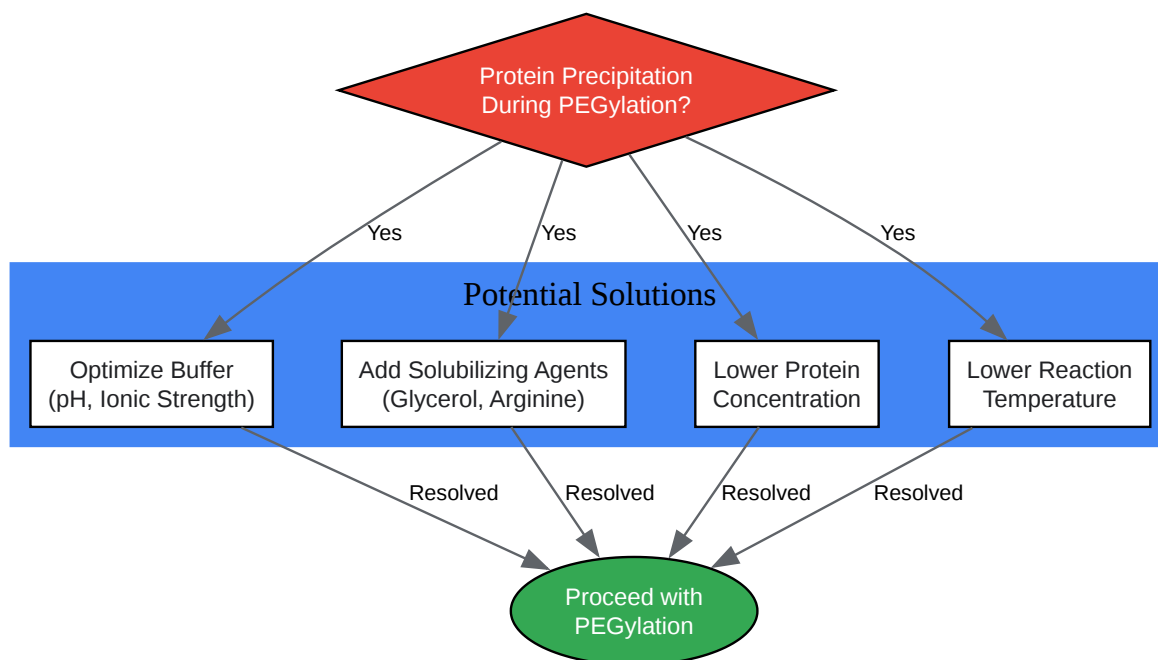 Protein Precipitation
During PEGylation?
Yes
Yes
Yes
Yes
Potential Solutions
Optimize Buffer
(pH, Ionic Strength)
Add Solubilizing Agents
(Glycerol, Arginine)
Lower Protein
Concentration
Lower Reaction
Temperature
Resolved
Resolved
Resolved
Resolved
Proceed with
PEGylation